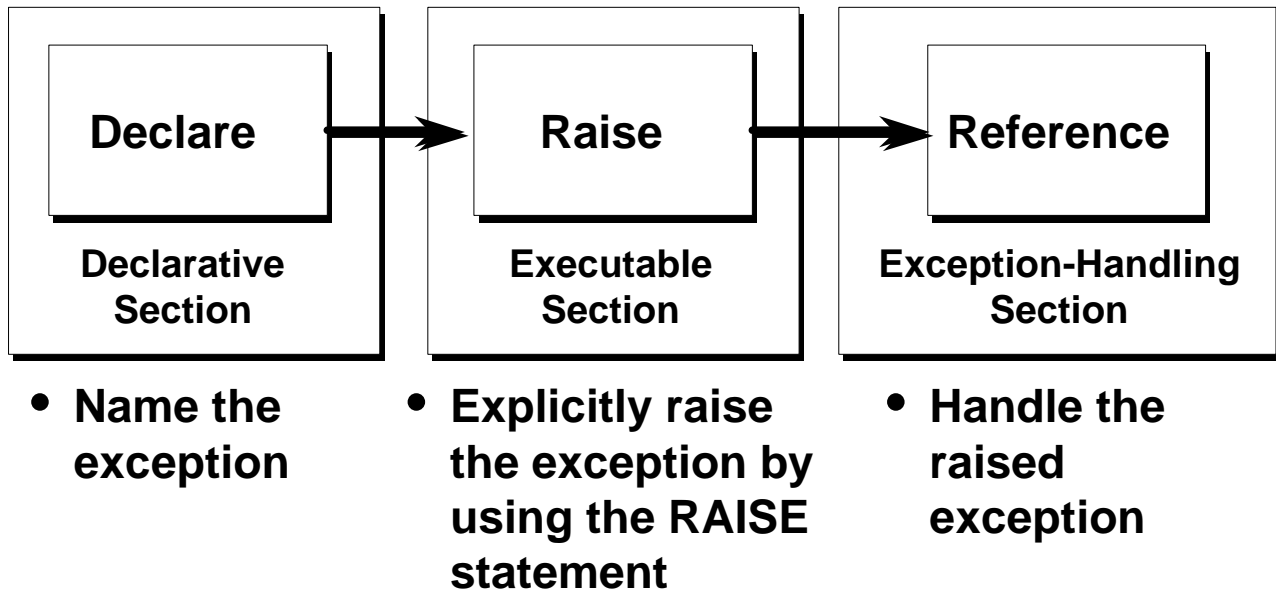 Declare
Declarative
Section
• Name the
exception
Raise
Executable
Section
• Explicitly raise
the exception by
using the RAISE
statement
Reference
Exception-Handling
Section
• Handle the
raised
exception